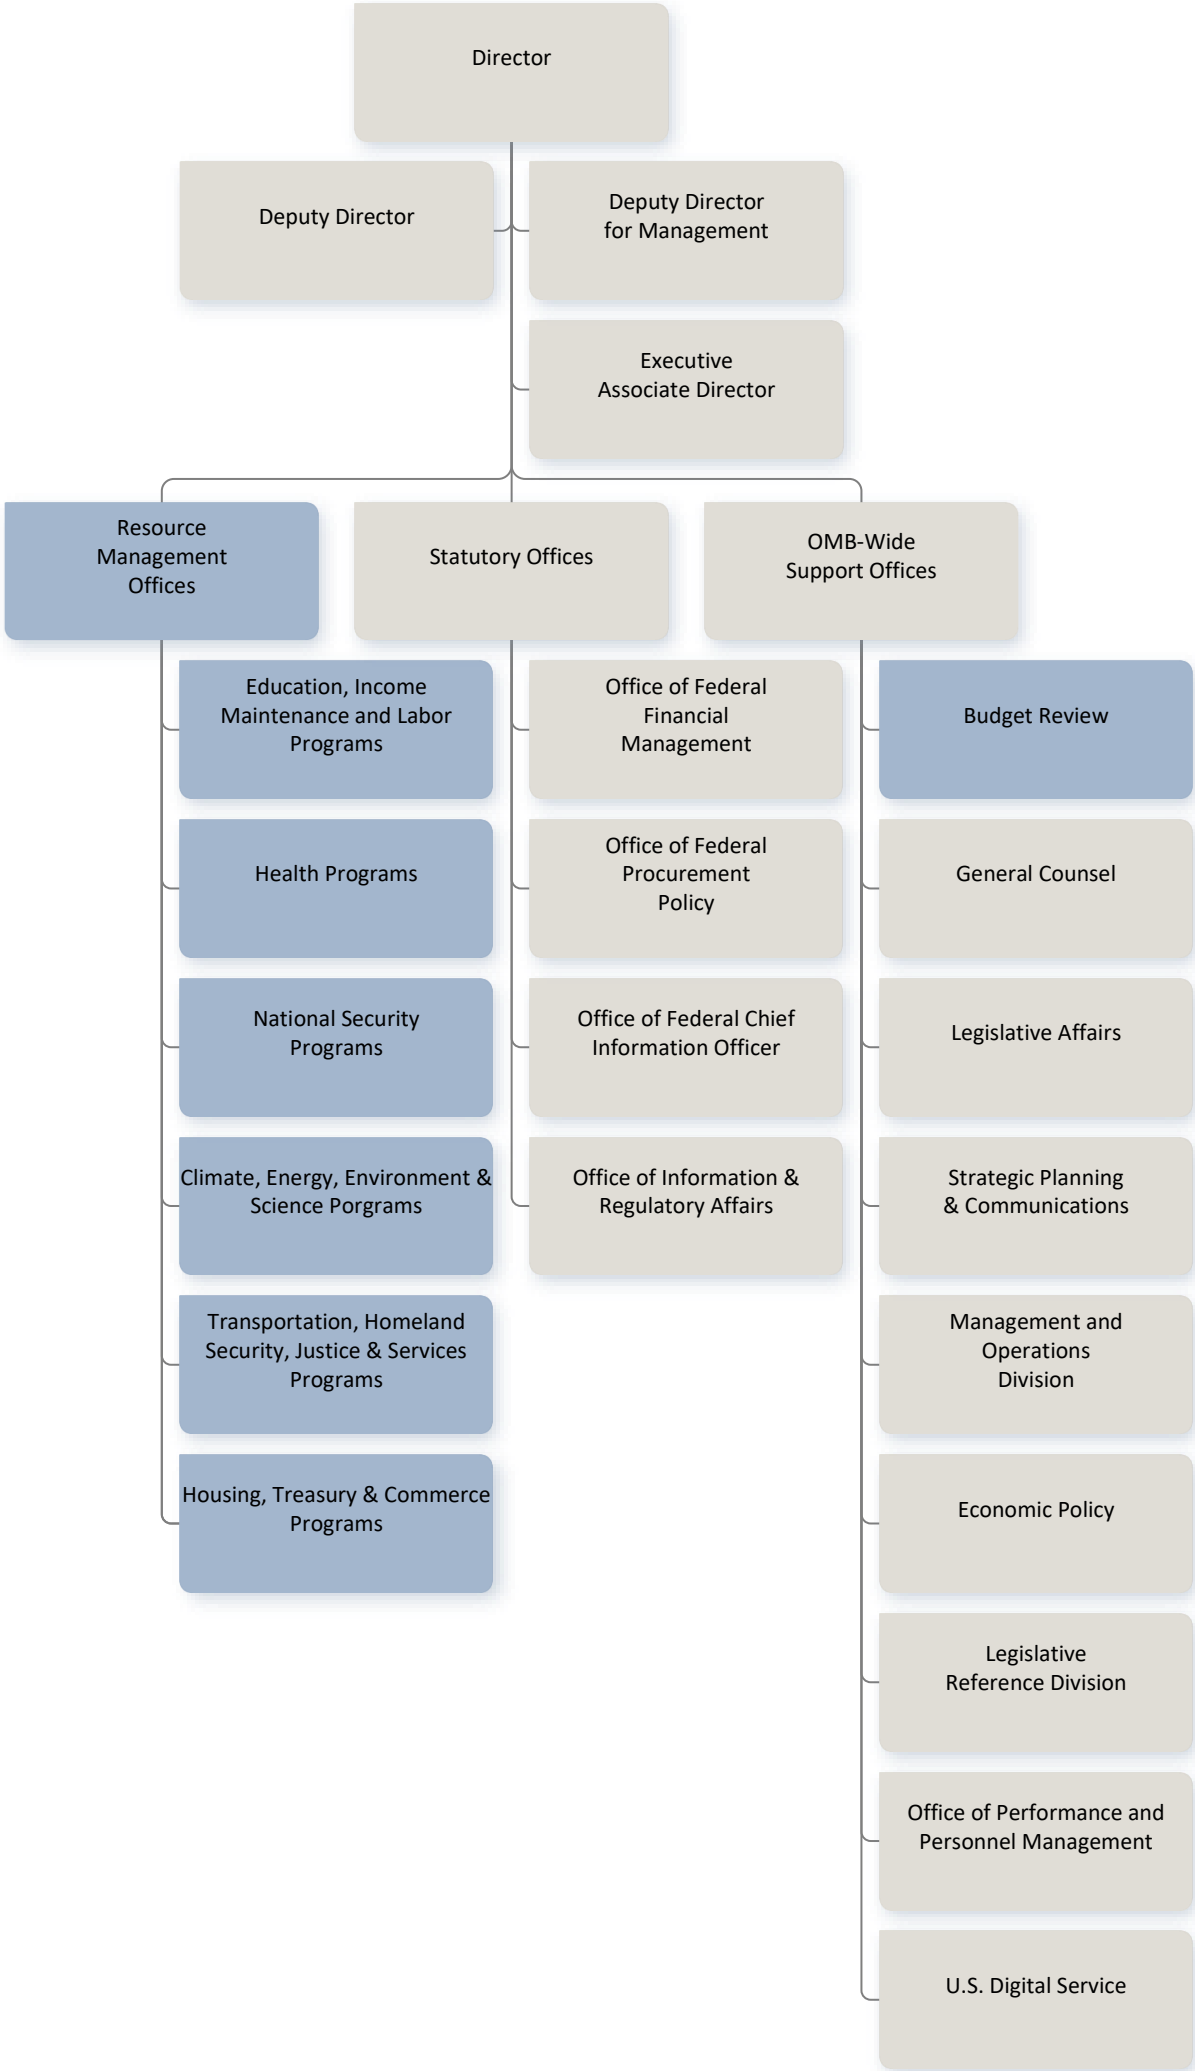 Director
Deputy Director
Deputy Director
for Management
Executive
Associate Director
Resource
Management
Offices
Statutory Offices
OMB-Wide
Support Offices
Education, Income
Maintenance and Labor
Programs
Health Programs
National Security
Programs
Climate, Energy, Environment &
Science Porgrams
Transportation, Homeland
Security, Justice & Services
Programs
Housing, Treasury & Commerce
Programs
Office of Federal
Financial
Management
Office of Federal
Procurement
Policy
Office of Federal Chief
Information Officer
Office of Information &
Regulatory Affairs
Budget Review
General Counsel
Legislative Affairs
Strategic Planning
& Communications
Management and
Operations
Division
Economic Policy
Legislative
Reference Division
Office of Performance and
Personnel Management
U.S. Digital Service